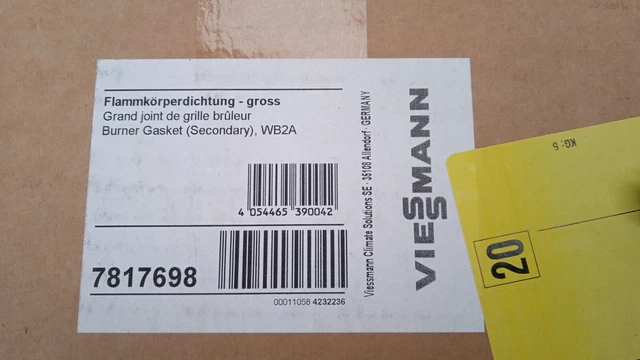 Flammkörperdichtung - gross
Grand joint de grille brûleur
Burner Gasket (Secondary), WB2A
4 054465 390042
7817698
00011058 4232236
Viessmann Climate Solutions SE - 35108 Allendorf - GERMANY
VIESSMANN
KG: 5
20